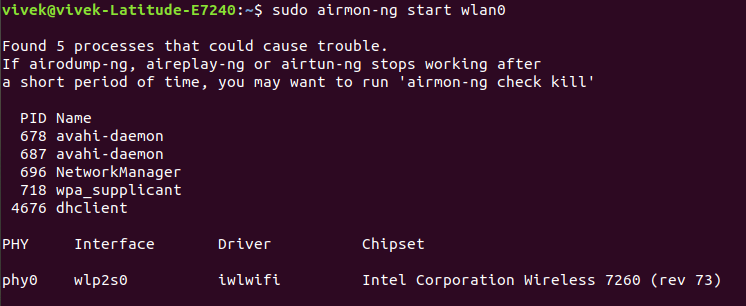 vivek@vivek-Latitude-E7240:~$ sudo airmon-ng start wlan0
Found 5 processes that could cause trouble.
If airodump-ng, aireplay-ng or airtun-ng stops working after
a short period of time, you may want to run 'airmon-ng check kill'
PID Name
678 avahi-daemon
687 avahi-daemon
696 NetworkManager
718 wpa_supplicant
4676 dhclient
PHY Interface Driver Chipset
phy0 wlp2s0 iwlwifi Intel Corporation Wireless 7260 (rev 73)